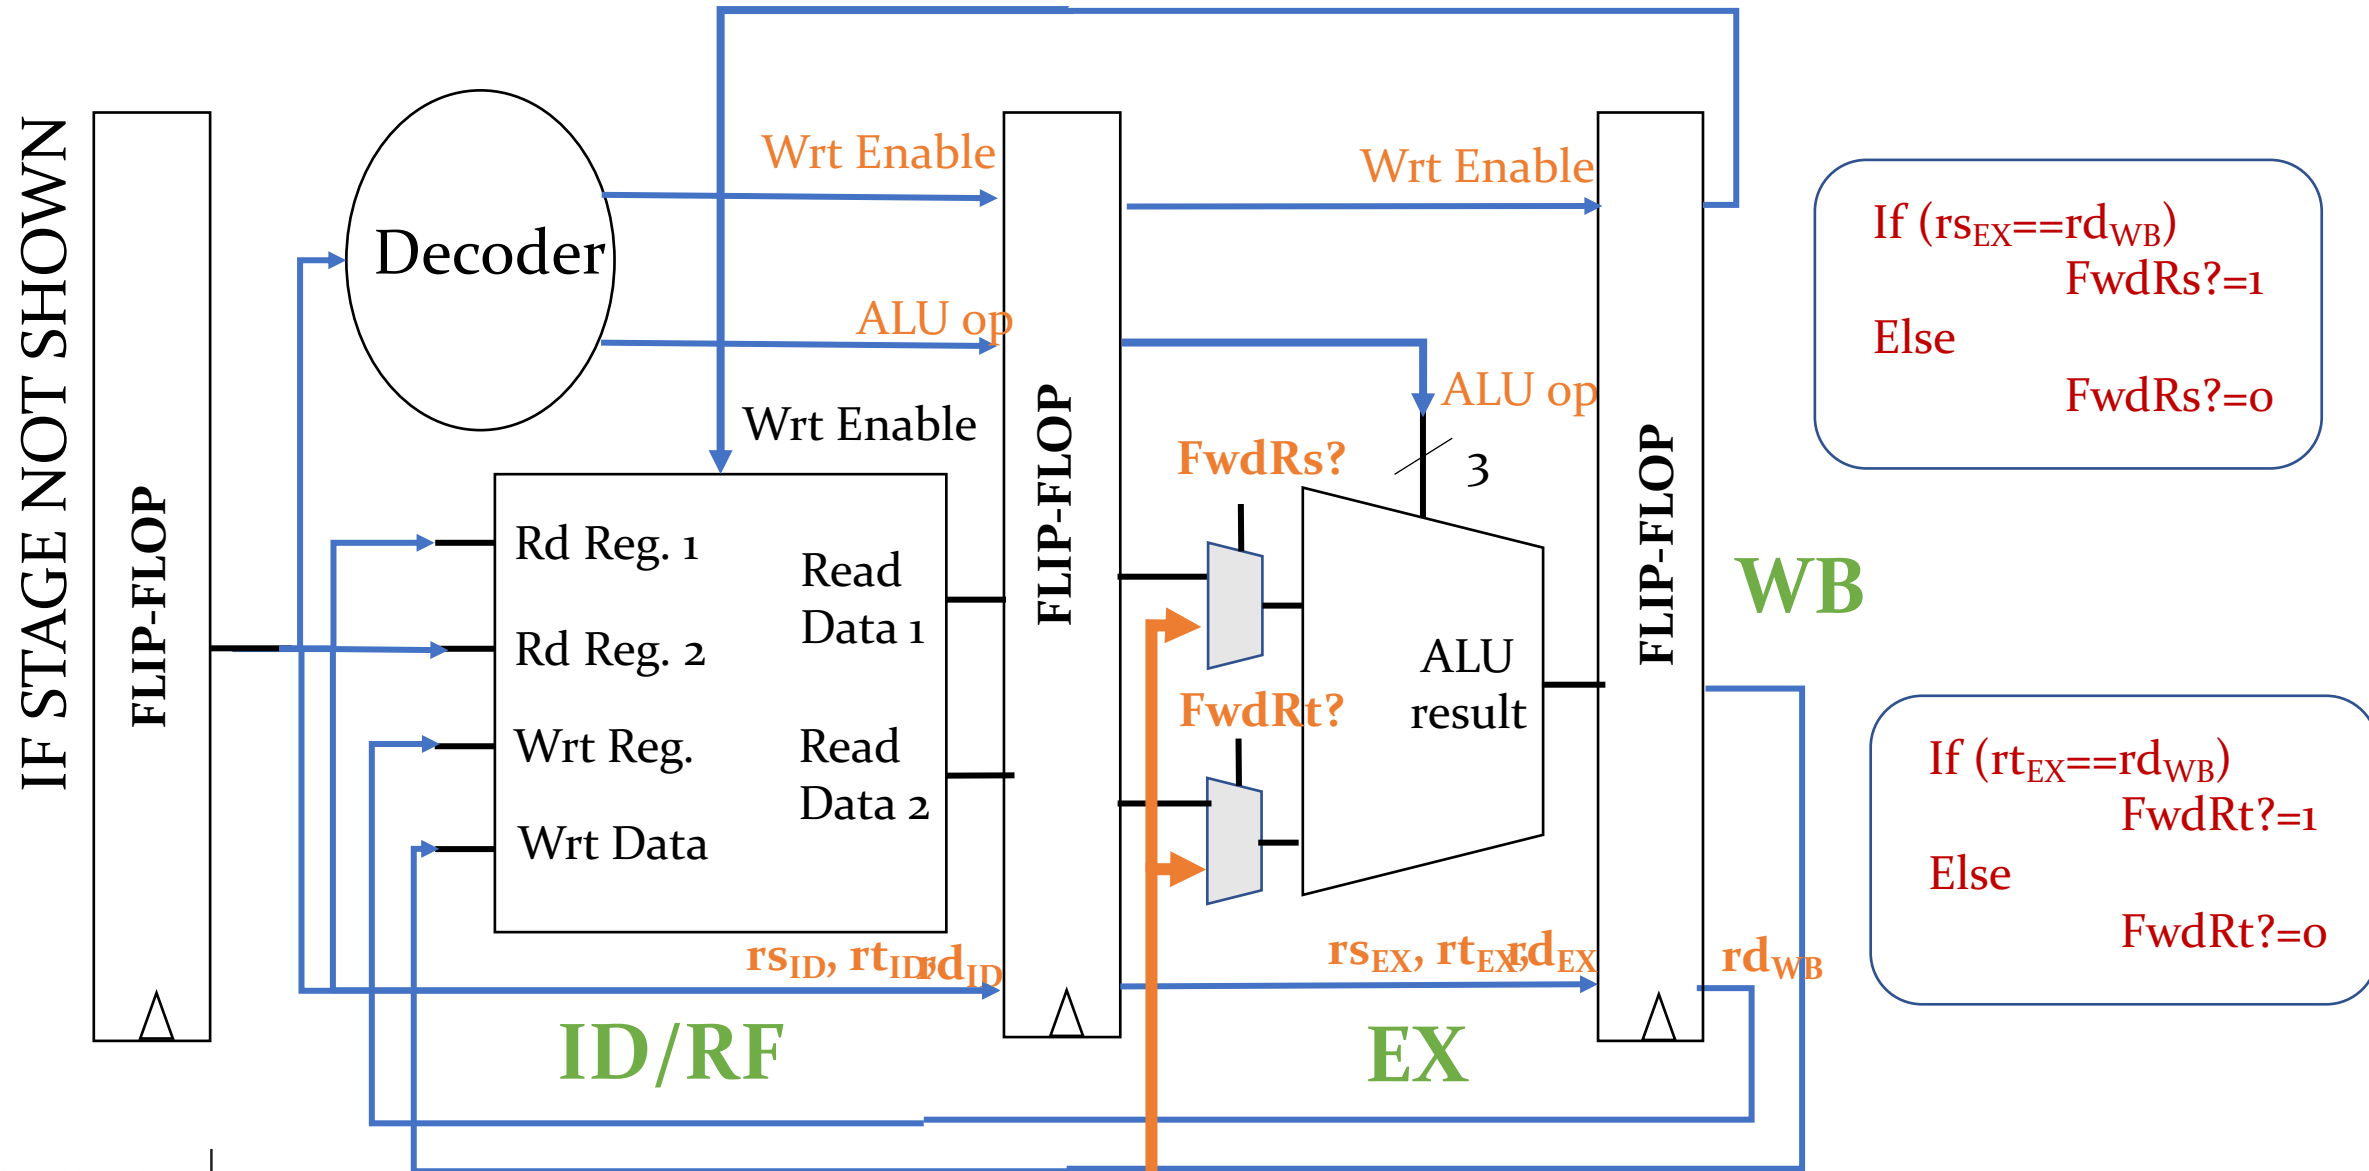 IF STAGE NOT SHOWN
FLIP-FLOP
Decoder
Wrt Enable
ALU op
Wrt Enable
Rd Reg. 1
Rd Reg. 2
Wrt Reg.
Wrt Data
Read
Data 1
Read
Data 2
rsID, rtID,
rdID
ID/RF
FLIP-FLOP
Wrt Enable
ALU op
3
FwdRs?
FwdRt?
ALU
result
rsEX, rtEX,
rdEX
EX
FLIP-FLOP
WB
rdWB
If (rsEX==rdWB)
FwdRs?=1
Else
FwdRs?=0
If (rtEX==rdWB)
FwdRt?=1
Else
FwdRt?=0